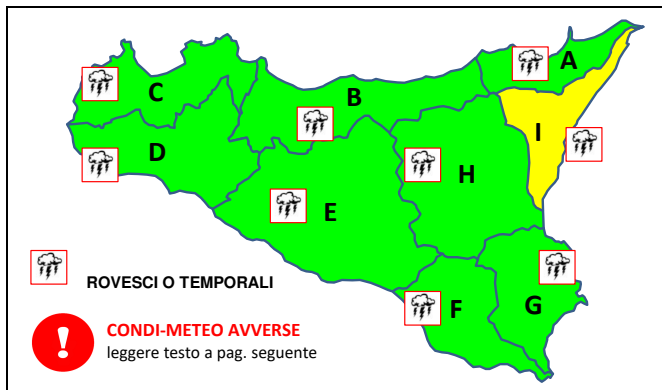 A
C
B
I
D
H
E
ROVESCI O TEMPORALI
F
G
CONDI-METEO AVVERSE
leggere testo a pag. seguente